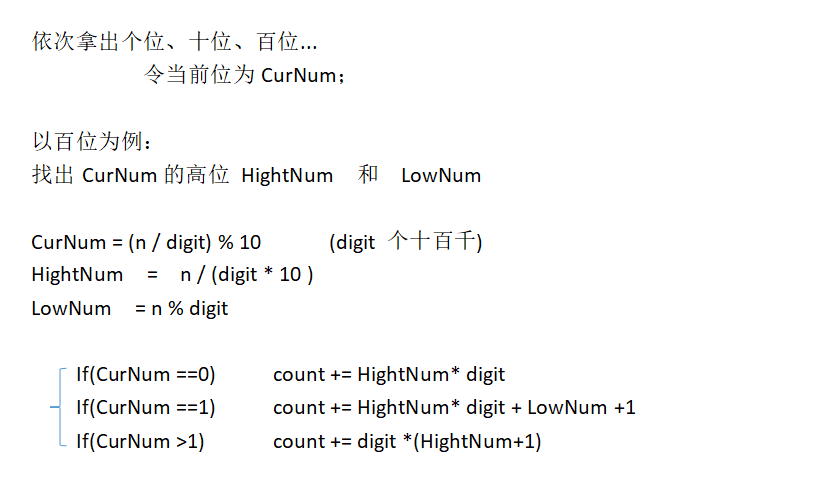 依次拿出个位、十位、百位...
令当前位为 CurNum；
以百位为例：
找出 CurNum 的高位 HightNum 和 LowNum
CurNum = (n / digit) % 10 (digit 个十百千)
HightNum = n / (digit * 10 )
LowNum = n % digit
If(CurNum ==0) count += HightNum* digit
If(CurNum ==1) count += HightNum* digit + LowNum +1
If(CurNum >1) count += digit *(HightNum+1)